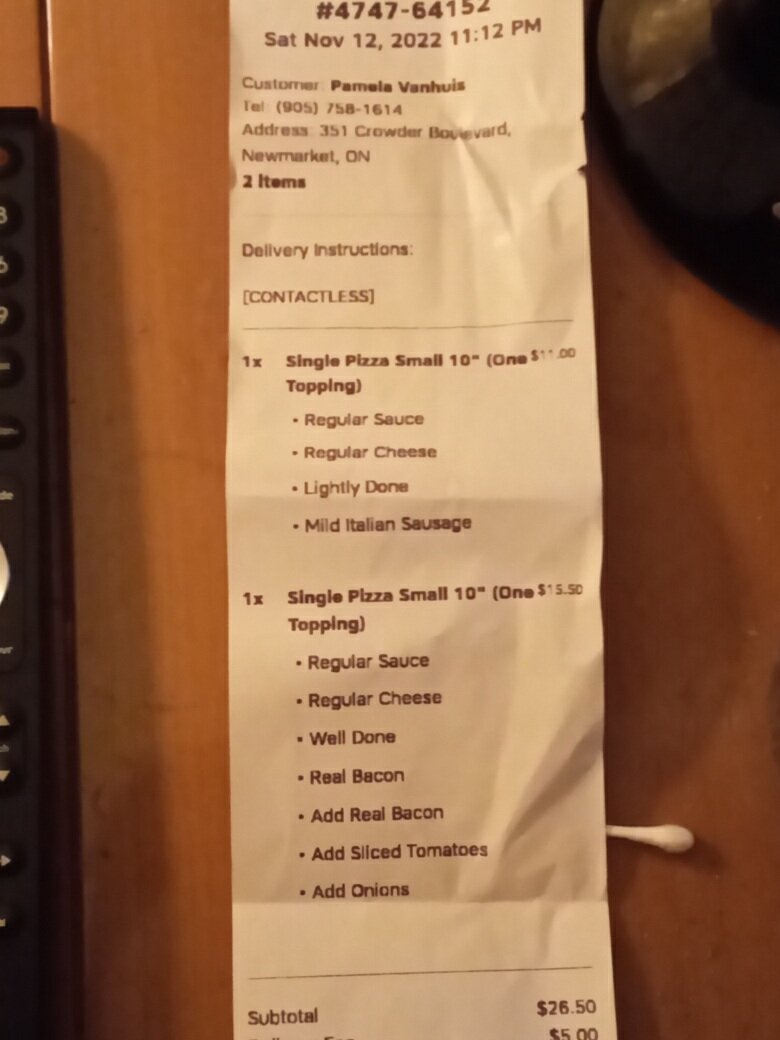 #4747-64152
Sat Nov 12, 2022 11:12 PM
Customer: Pamela Vanhuis
Tel: (905) 758-1614
Address: 351 Crowder Boulevard,
Newmarket, ON
2 Items
Delivery Instructions:
[CONTACTLESS]
1x Single Pizza Small 10" (One $11.00
Topping)
• Regular Sauce
• Regular Cheese
• Lightly Done
• Mild Italian Sausage
1x Single Pizza Small 10" (One $15.50
Topping)
• Regular Sauce
• Regular Cheese
• Well Done
• Real Bacon
• Add Real Bacon
• Add Sliced Tomatoes
• Add Onions
Subtotal $26.50
$5.00
8
6
9